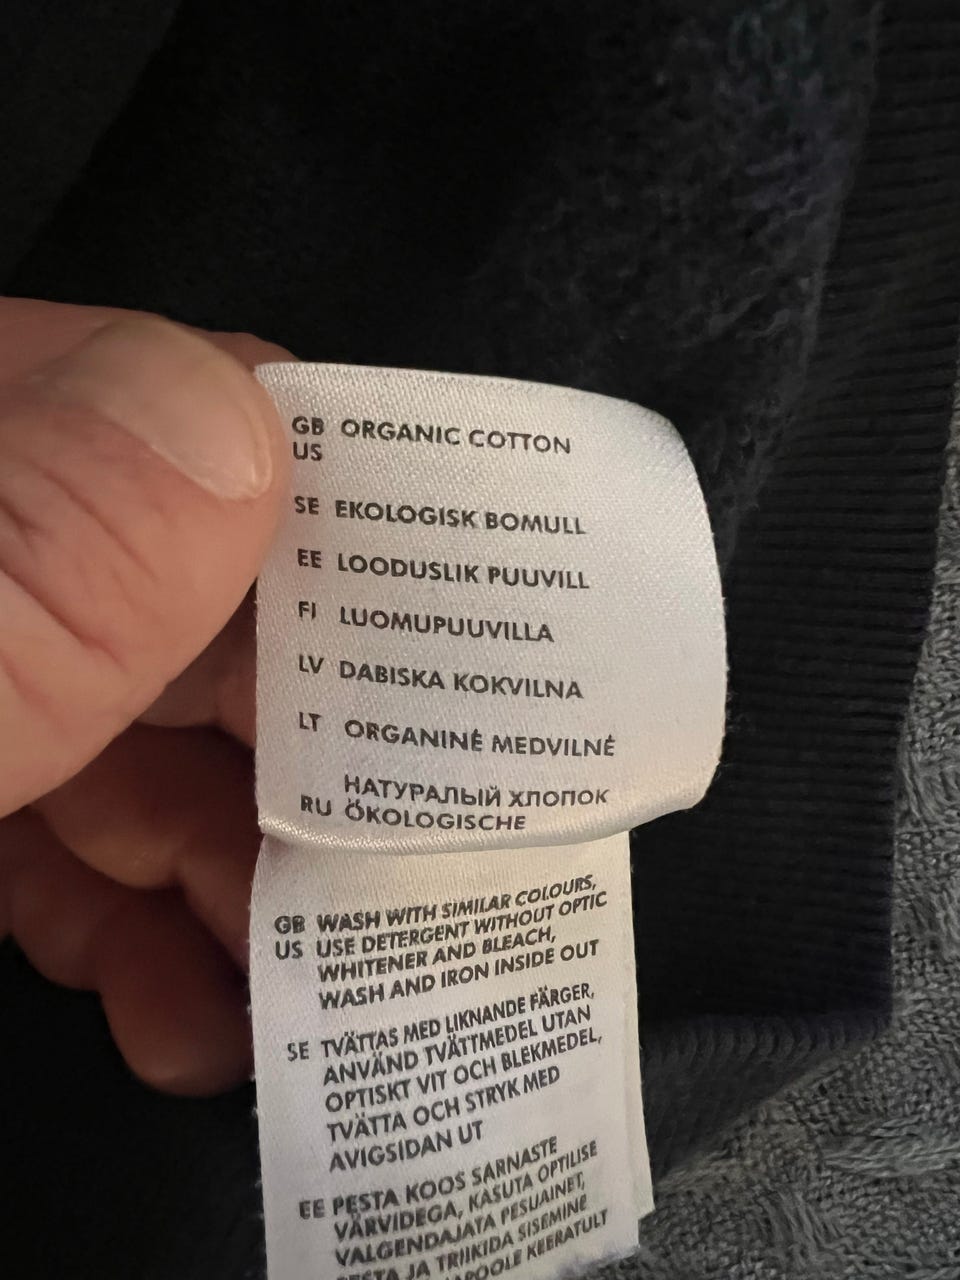 GB ORGANIC COTTON
US
SE EKOLOGISK BOMULL
EE LOODUSLIK PUUVILL
FI LUOMUPUUVILLA
LV DABISKA KOKVILNA
LT ORGANINĖ MEDVILNĖ
НАТУРАЛЫЙ ХЛОПОК
RU ÖKOLOGISCHE
GB WASH WITH SIMILAR COLOURS,
US USE DETERGENT WITHOUT OPTIC
WHITENER AND BLEACH,
WASH AND IRON INSIDE OUT
SE TVÄTTAS MED LIKNANDE FÄRGER,
ANVÄND TVÄTTMEDEL UTAN
OPTISKT VIT OCH BLEKMEDEL,
TVÄTTA OCH STRYK MED
AVIGSIDAN UT
EE PESTA KOOS SARNASTE
VÄRVIDEGA, KASUTA OPTILISE
VALGENDAJATA PESUAINET,
PESTA JA TRIIKIDA SISEMINE
KEERATULT